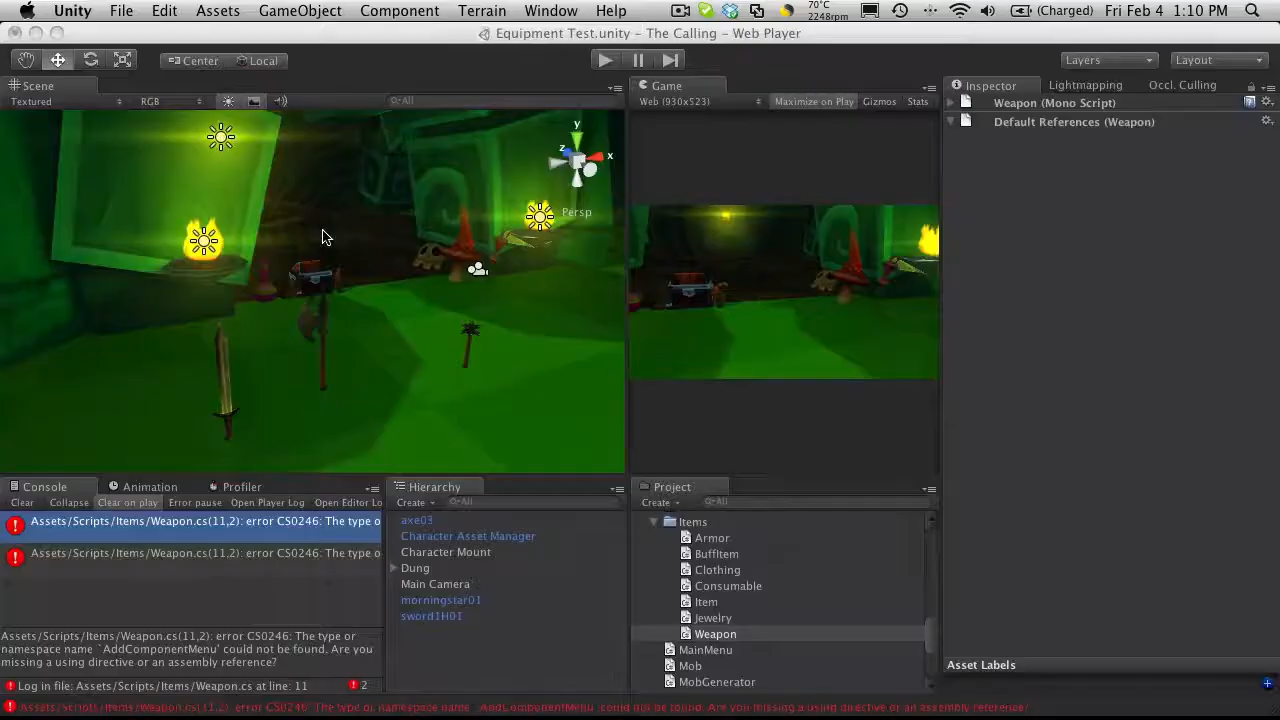 Unity File Edit Assets GameObject Component Terrain Window Help 70°C 2248rpm (Charged) Fri Feb 4 1:10 PM
Equipment Test.unity – The Calling – Web Player
Center Local Layers Layout
Scene Game Inspector Lightmapping Occl. Culling
Textured RGB All Web (930x523) Maximize on Play Gizmos Stats
Weapon (Mono Script)
Default References (Weapon)
y
z x
Persp
Console Animation Profiler Hierarchy Project
Clear Collapse Clear on play Error pause Open Player Log Open Editor Lo Create All Create All
Assets/Scripts/Items/Weapon.cs(11,2): error CS0246: The type o
Assets/Scripts/Items/Weapon.cs(11,2): error CS0246: The type o
Assets/Scripts/Items/Weapon.cs(11,2): error CS0246: The type or
namespace name `AddComponentMenu' could not be found. Are you
missing a using directive or an assembly reference?
Log in file: Assets/Scripts/Items/Weapon.cs at line: 11 2
axe03
Character Asset Manager
Character Mount
Dung
Main Camera
morningstar01
sword1H01
Items
Armor
BuffItem
Clothing
Consumable
Item
Jewelry
Weapon
MainMenu
Mob
MobGenerator
Asset Labels
Assets/Scripts/Items/Weapon.cs(11,2): error CS0246: The type or namespace name `AddComponentMenu' could not be found. Are you missing a using directive or an assembly reference?